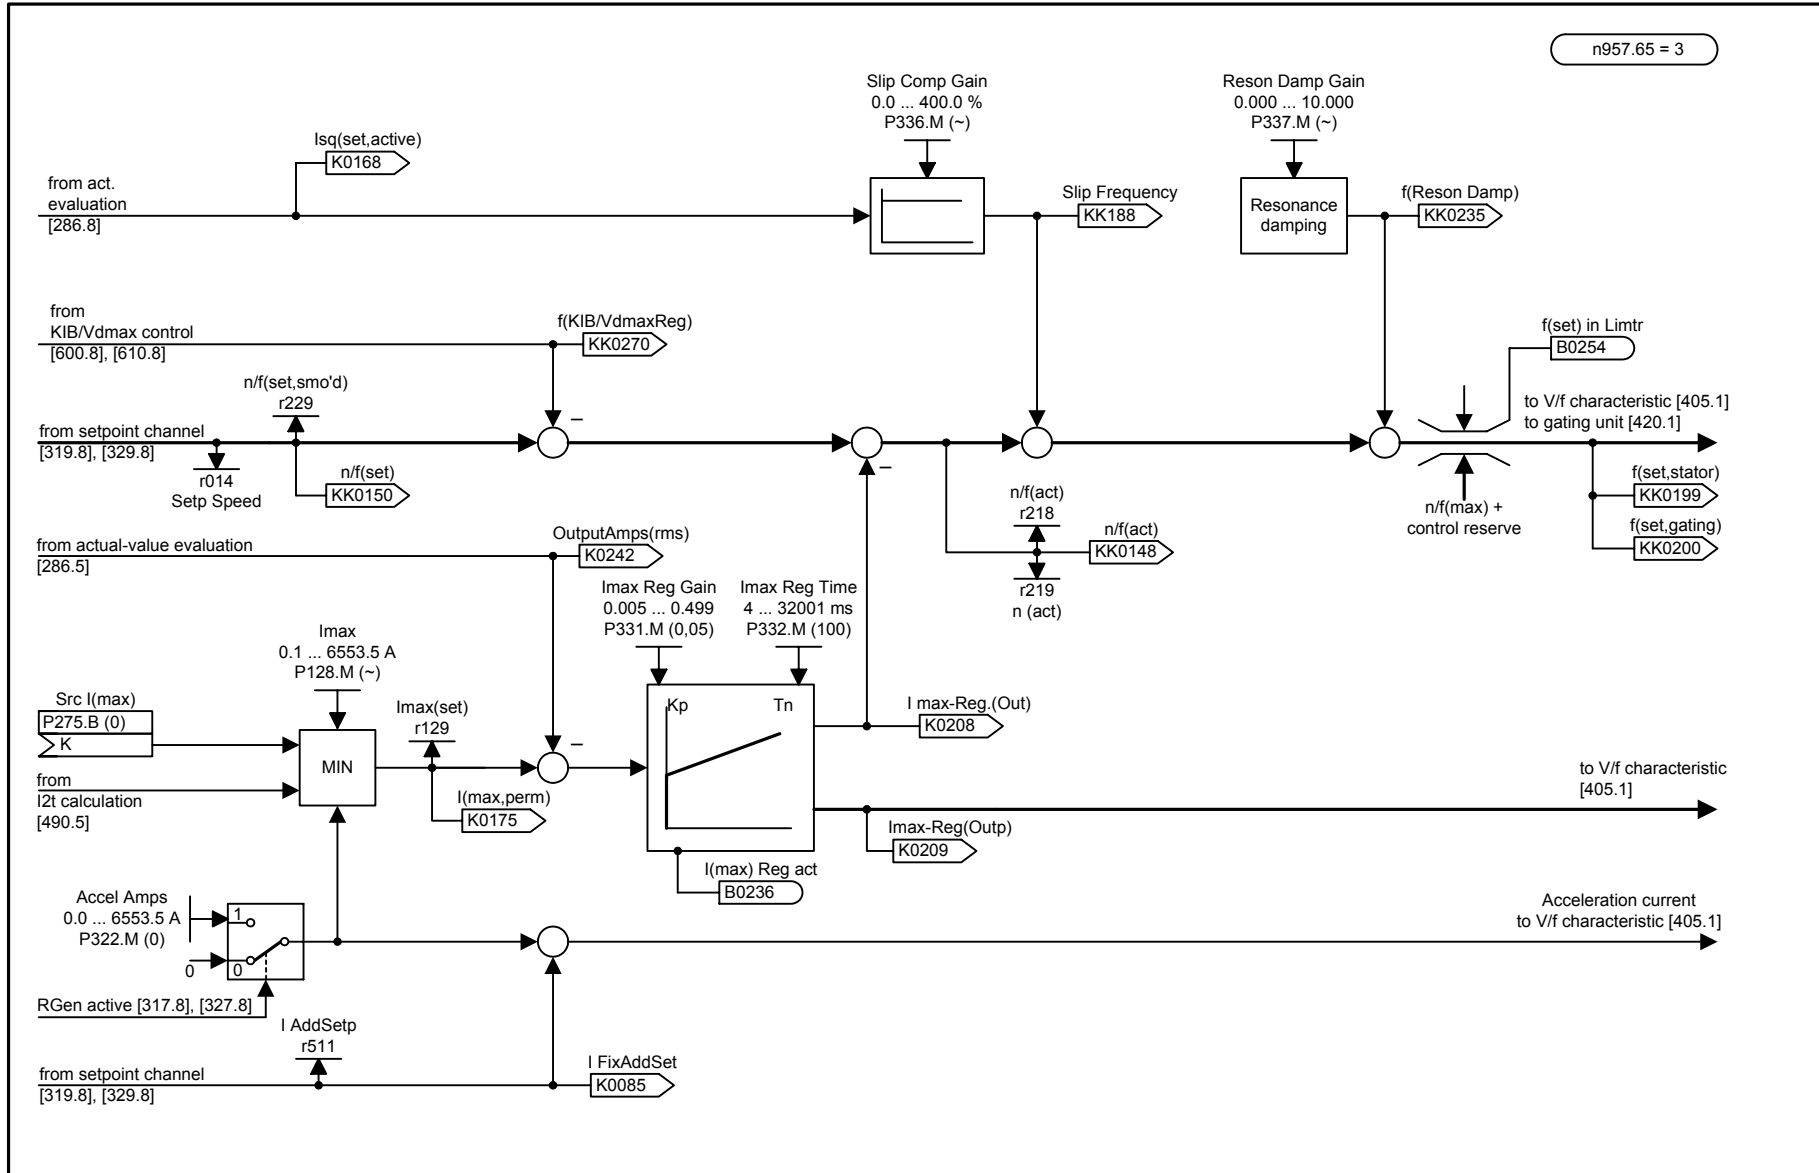 n957.65 = 3
Slip Comp Gain
0.0 ... 400.0 %
P336.M (~)
Reson Damp Gain
0.000 ... 10.000
P337.M (~)
Isq(set,active)
K0168
from act.
evaluation
[286.8]
Slip Frequency
KK188
Resonance
damping
f(Reson Damp)
KK0235
from
KIB/Vdmax control
[600.8], [610.8]
f(KIB/VdmaxReg)
KK0270
f(set) in Limtr
B0254
n/f(set,smo'd)
r229
from setpoint channel
[319.8], [329.8]
r014
Setp Speed
n/f(set)
KK0150
–
–
to V/f characteristic [405.1]
to gating unit [420.1]
n/f(max) +
control reserve
f(set,stator)
KK0199
f(set,gating)
KK0200
n/f(act)
r218
n/f(act)
KK0148
r219
n (act)
from actual-value evaluation
[286.5]
OutputAmps(rms)
K0242
Imax Reg Gain
0.005 ... 0.499
P331.M (0,05)
Imax Reg Time
4 ... 32001 ms
P332.M (100)
Imax
0.1 ... 6553.5 A
P128.M (~)
Src I(max)
P275.B (0)
K
Imax(set)
r129
–
MIN
Kp
Tn
I max-Reg.(Out)
K0208
from
I2t calculation
[490.5]
I(max,perm)
K0175
to V/f characteristic
[405.1]
Imax-Reg(Outp)
K0209
I(max) Reg act
B0236
Accel Amps
0.0 ... 6553.5 A
P322.M (0)
1
0
0
Acceleration current
to V/f characteristic [405.1]
RGen active [317.8], [327.8]
I AddSetp
r511
from setpoint channel
[319.8], [329.8]
I FixAddSet
K0085